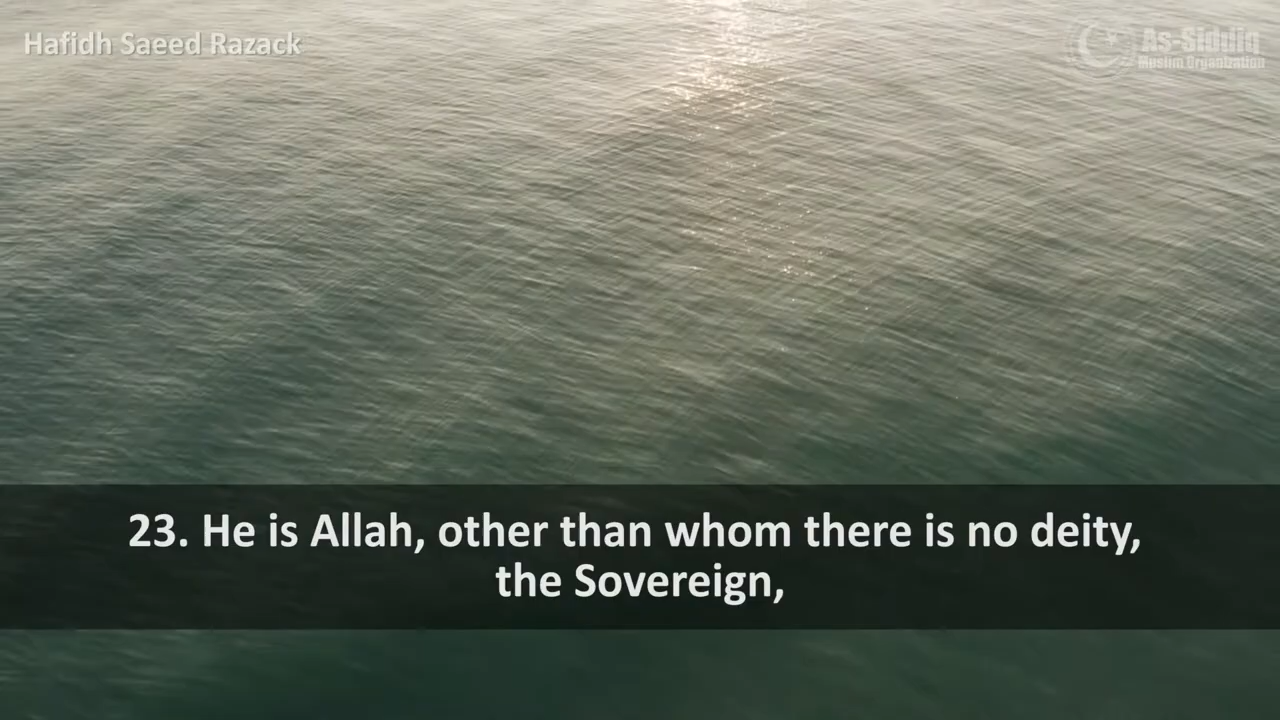 Hafidh Saeed Razack
As-Siddiq
Muslim Organization
23. He is Allah, other than whom there is no deity,
the Sovereign,